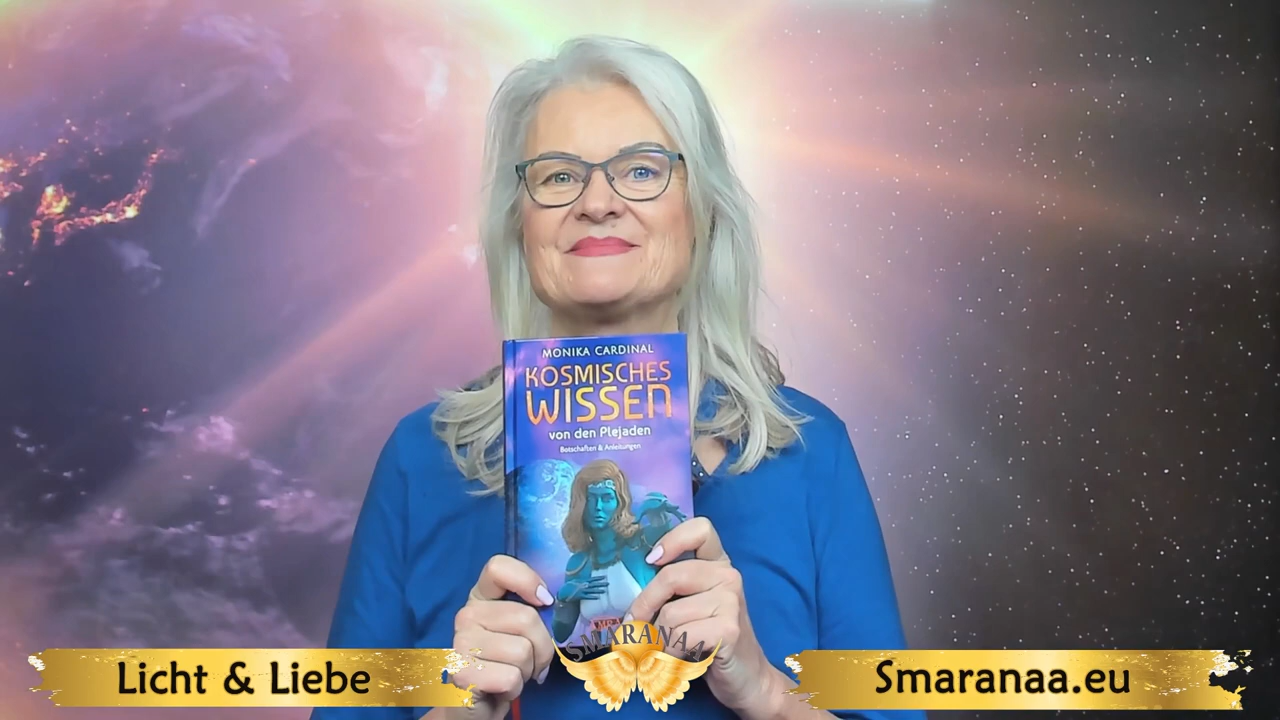 MONIKA CARDINAL
KOSMISCHES
WISSEN
von den Plejaden
Botschaften & Anleitungen
SMARANAA
Licht & Liebe
Smaranaa.eu